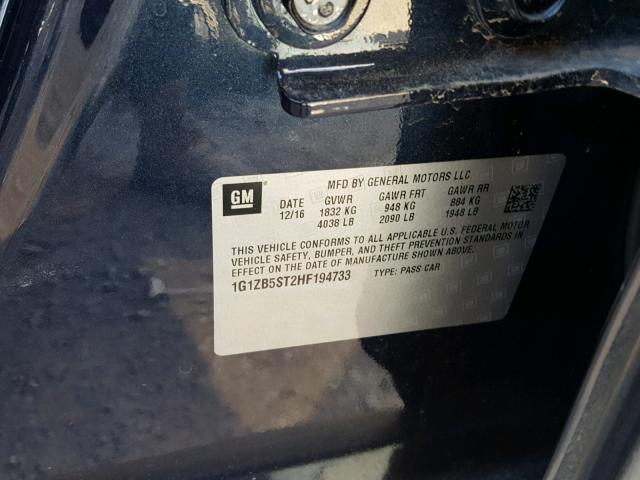 GM
MFD BY GENERAL MOTORS LLC
DATE GVWR GAWR FRT GAWR RR
12/16 1832 KG 948 KG 884 KG
4038 LB 2090 LB 1948 LB
THIS VEHICLE CONFORMS TO ALL APPLICABLE U.S. FEDERAL MOTOR
VEHICLE SAFETY, BUMPER, AND THEFT PREVENTION STANDARDS IN
EFFECT ON THE DATE OF MANUFACTURE SHOWN ABOVE.
1G1ZB5ST2HF194733 TYPE: PASS CAR